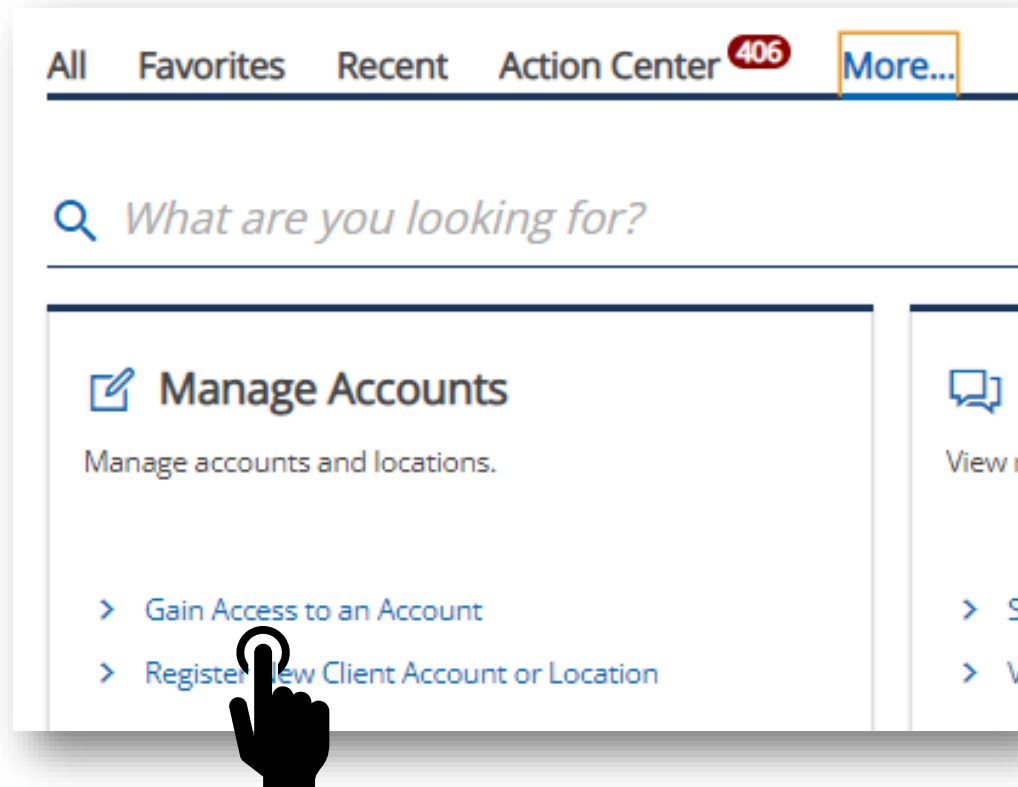 All Favorites Recent Action Center 406 More...
What are you looking for?
Manage Accounts
Manage accounts and locations.
View
> Gain Access to an Account
> Register New Client Account or Location